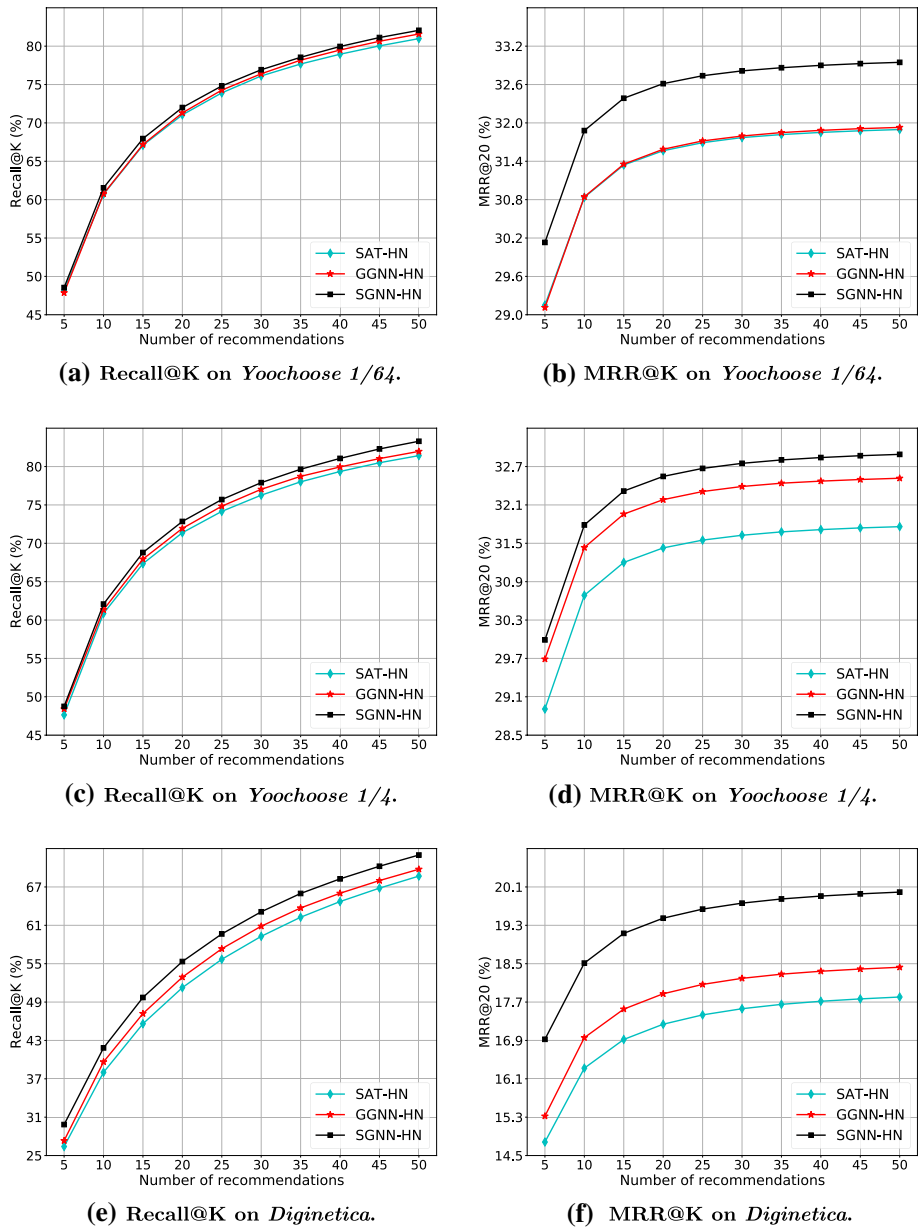 80
75
70
65
60
55
50
45
Recall@K (%)
SAT-HN
GGNN-HN
SGNN-HN
5 10 15 20 25 30 35 40 45 50
Number of recommendations
(a) Recall@K on Yoochoose 1/64.
33.2
32.6
32.0
31.4
30.8
30.2
29.6
29.0
MRR@20 (%)
SAT-HN
GGNN-HN
SGNN-HN
5 10 15 20 25 30 35 40 45 50
Number of recommendations
(b) MRR@K on Yoochoose 1/64.
80
75
70
65
60
55
50
45
Recall@K (%)
SAT-HN
GGNN-HN
SGNN-HN
5 10 15 20 25 30 35 40 45 50
Number of recommendations
(c) Recall@K on Yoochoose 1/4.
32.7
32.1
31.5
30.9
30.3
29.7
29.1
28.5
MRR@20 (%)
SAT-HN
GGNN-HN
SGNN-HN
5 10 15 20 25 30 35 40 45 50
Number of recommendations
(d) MRR@K on Yoochoose 1/4.
67
61
55
49
43
37
31
25
Recall@K (%)
SAT-HN
GGNN-HN
SGNN-HN
5 10 15 20 25 30 35 40 45 50
Number of recommendations
(e) Recall@K on Diginetica.
20.1
19.3
18.5
17.7
16.9
16.1
15.3
14.5
MRR@20 (%)
SAT-HN
GGNN-HN
SGNN-HN
5 10 15 20 25 30 35 40 45 50
Number of recommendations
(f) MRR@K on Diginetica.